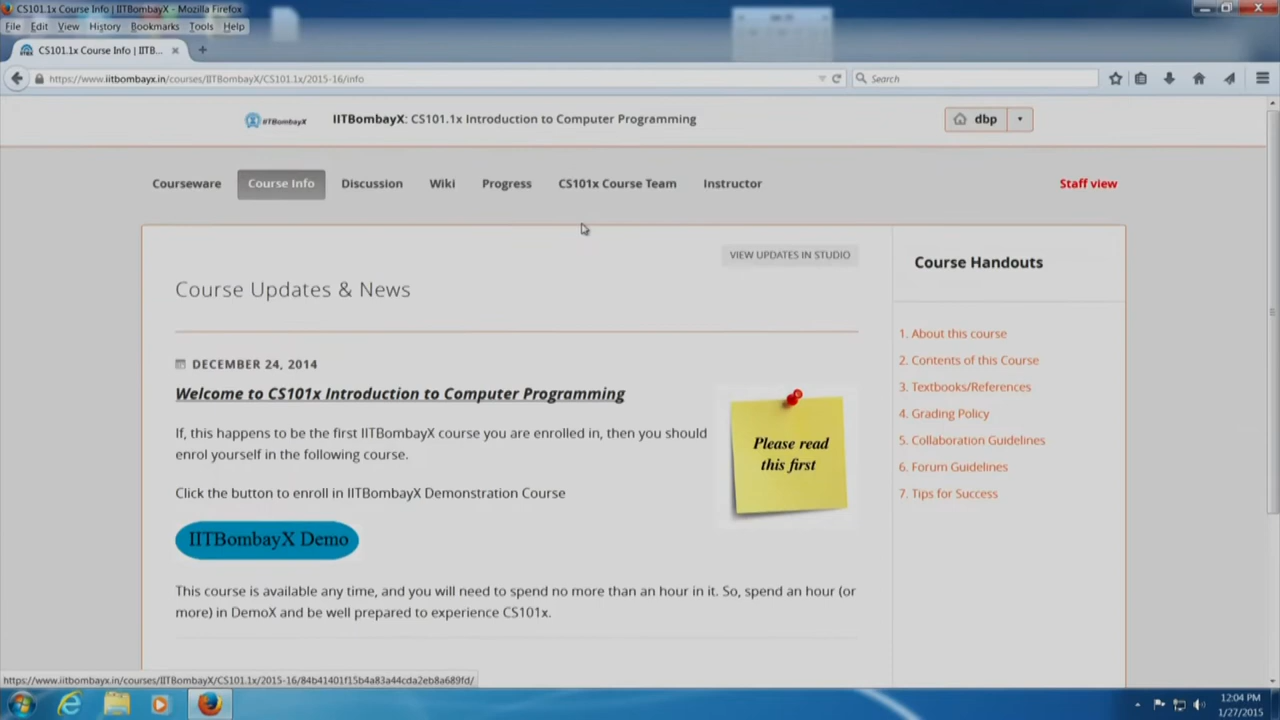 CS101.1x Course Info | IITBombayX - Mozilla Firefox
File Edit View History Bookmarks Tools Help
CS101.1x Course Info | IITB...
https://www.iitbombayx.in/courses/IITBombayX/CS101.1x/2015-16/info
Search
IITBombayX
IITBombayX: CS101.1x Introduction to Computer Programming
dbp
Courseware Course Info Discussion Wiki Progress CS101x Course Team Instructor Staff view
VIEW UPDATES IN STUDIO
Course Updates & News
DECEMBER 24, 2014
Welcome to CS101x Introduction to Computer Programming
If, this happens to be the first IITBombayX course you are enrolled in, then you should
enrol yourself in the following course.
Click the button to enroll in IITBombayX Demonstration Course
IITBombayX Demo
This course is available any time, and you will need to spend no more than an hour in it. So, spend an hour (or
more) in DemoX and be well prepared to experience CS101x.
Please read
this first
Course Handouts
1. About this course
2. Contents of this Course
3. Textbooks/References
4. Grading Policy
5. Collaboration Guidelines
6. Forum Guidelines
7. Tips for Success
https://www.iitbombayx.in/courses/IITBombayX/CS101.1x/2015-16/84b41401f15b4a83a44cda2eb8a689fd/
12:04 PM
1/27/2015